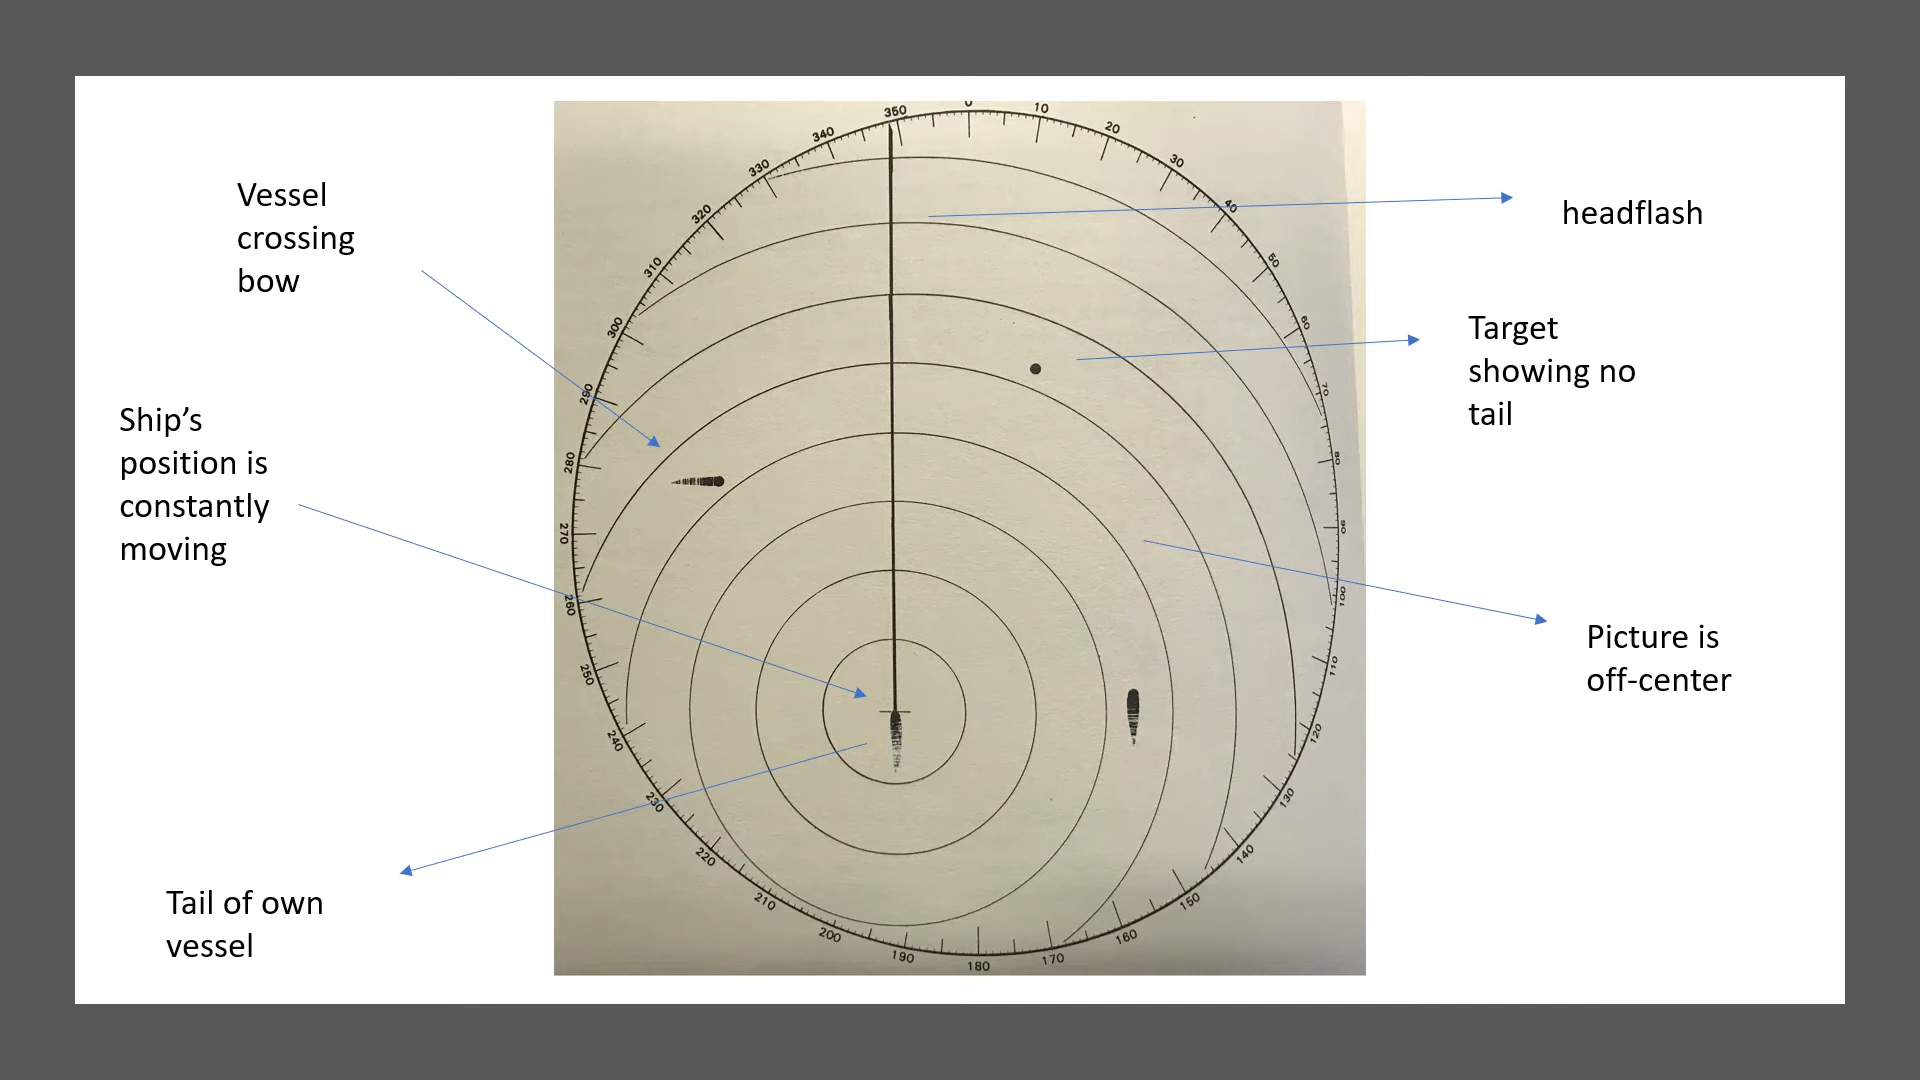 Vessel
crossing
bow
Ship’s
position is
constantly
moving
Tail of own
vessel
headflash
Target
showing no
tail
Picture is
off-center
0
10
20
30
40
50
60
70
80
90
100
110
120
130
140
150
160
170
180
190
200
210
220
230
240
250
260
270
280
290
300
310
320
330
340
350